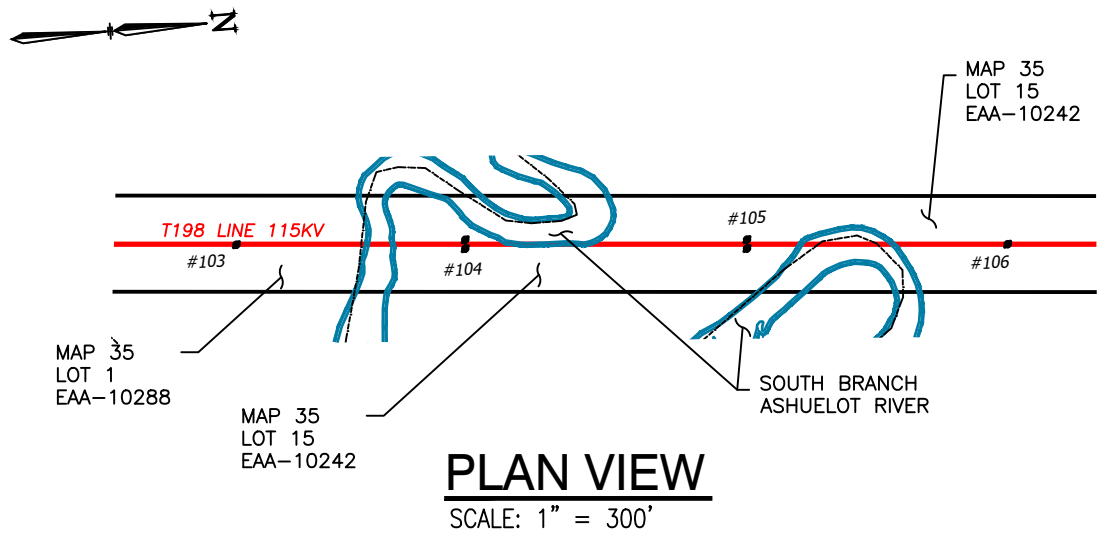 N
MAP 35
LOT 15
EAA-10242
T198 LINE 115KV
#103
#104
#105
#106
MAP 35
LOT 1
EAA-10288
MAP 35
LOT 15
EAA-10242
SOUTH BRANCH
ASHUELOT RIVER
PLAN VIEW
SCALE: 1" = 300'